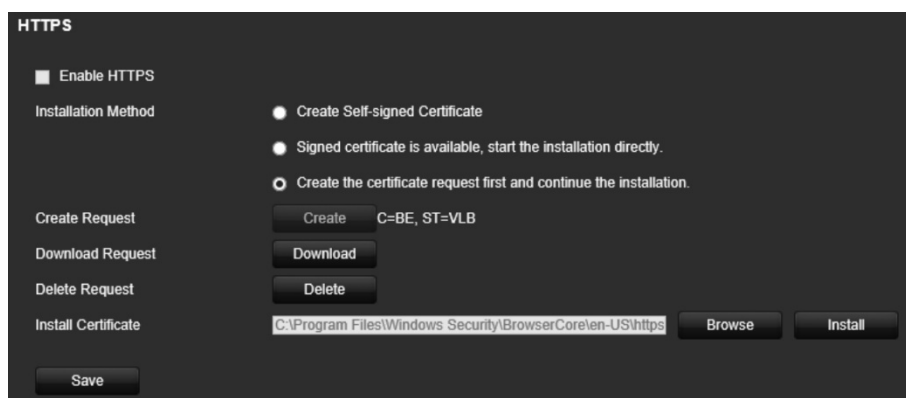 HTTPS
Enable HTTPS
Installation Method
Create Self-signed Certificate
Signed certificate is available, start the installation directly.
Create the certificate request first and continue the installation.
Create Request Create C=BE, ST=VLB
Download Request Download
Delete Request Delete
Install Certificate C:\Program Files\Windows Security\BrowserCore\en-US\https Browse Install
Save